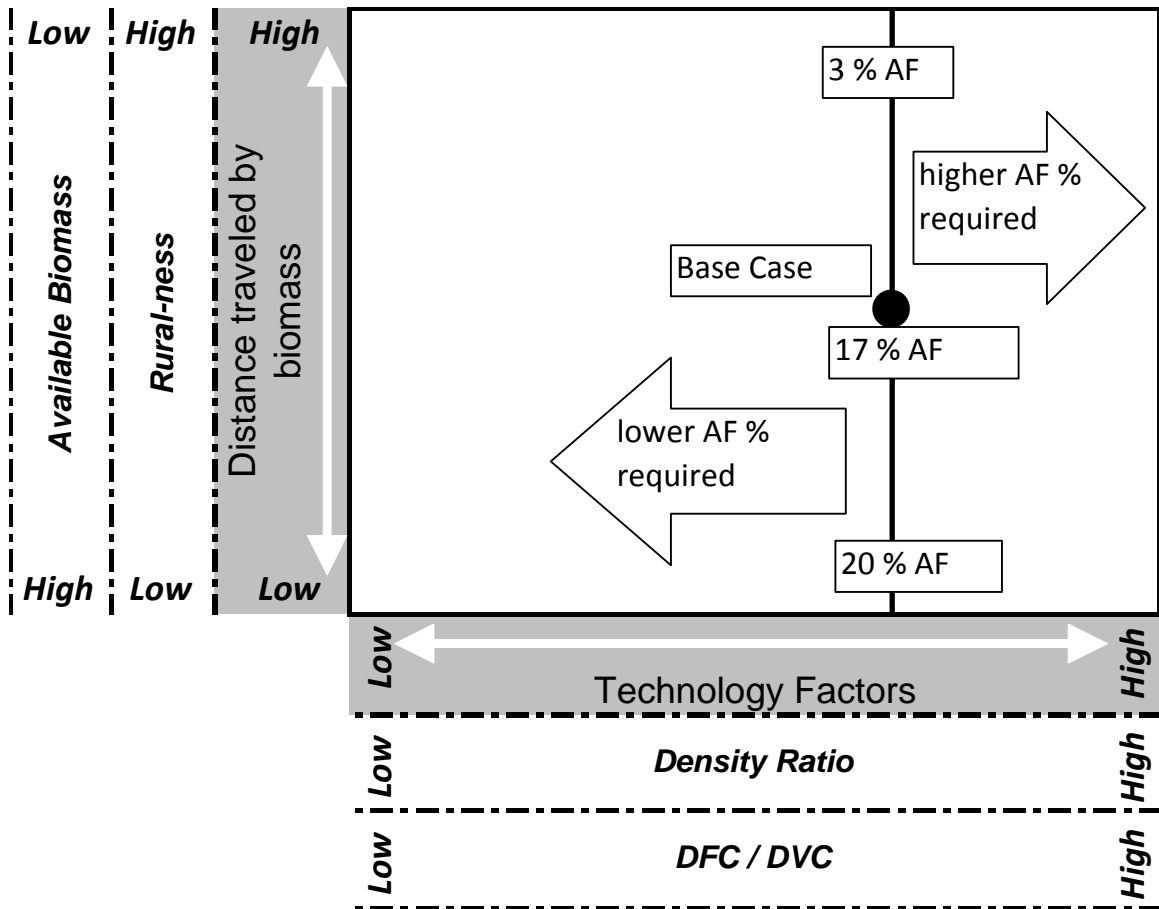 Low
High
High
Available Biomass
Rural-ness
Distance traveled by
biomass
High
Low
Low
3 % AF
higher AF %
required
Base Case
17 % AF
lower AF %
required
20 % AF
Low
Technology Factors
High
Low
Density Ratio
High
Low
DFC / DVC
High